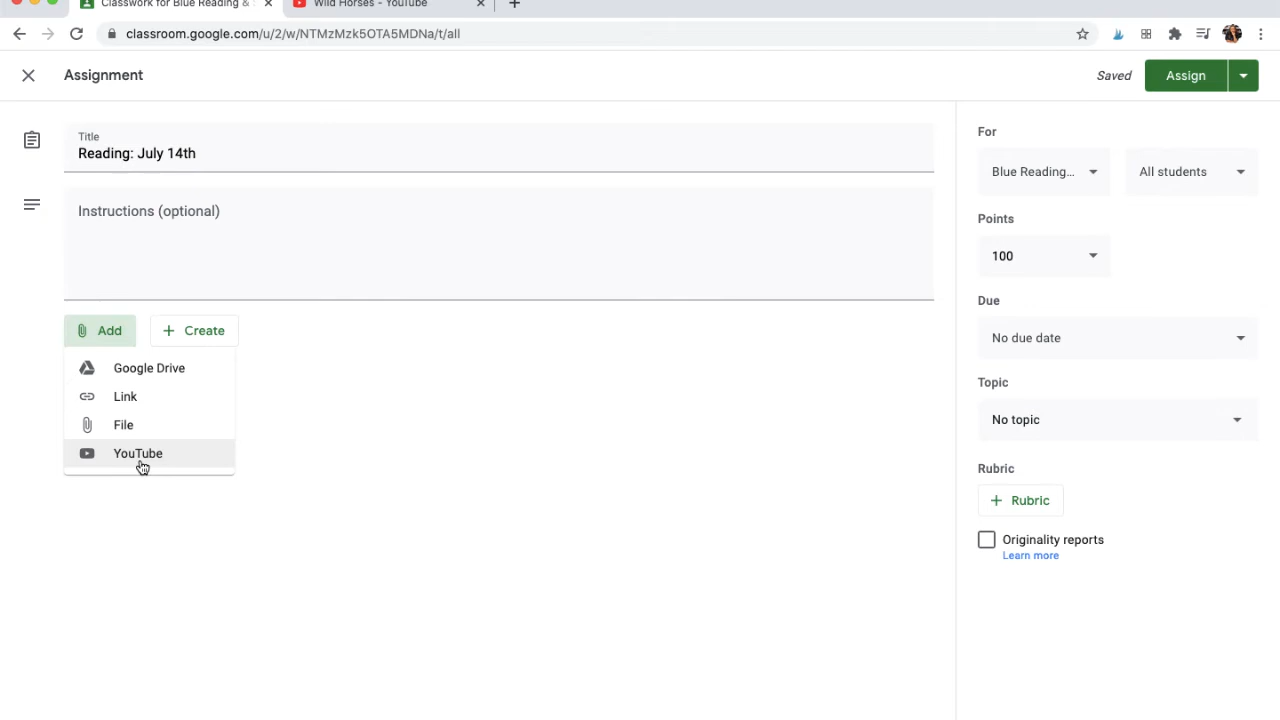 Classwork for Blue Reading &
Wild Horses - YouTube
classroom.google.com/u/2/w/NTMzMzk5OTA5MDNa/t/all
Assignment
Saved
Assign
Title
Reading: July 14th
Instructions (optional)
Add
Create
Google Drive
Link
File
YouTube
For
Blue Reading...
All students
Points
100
Due
No due date
Topic
No topic
Rubric
Rubric
Originality reports
Learn more